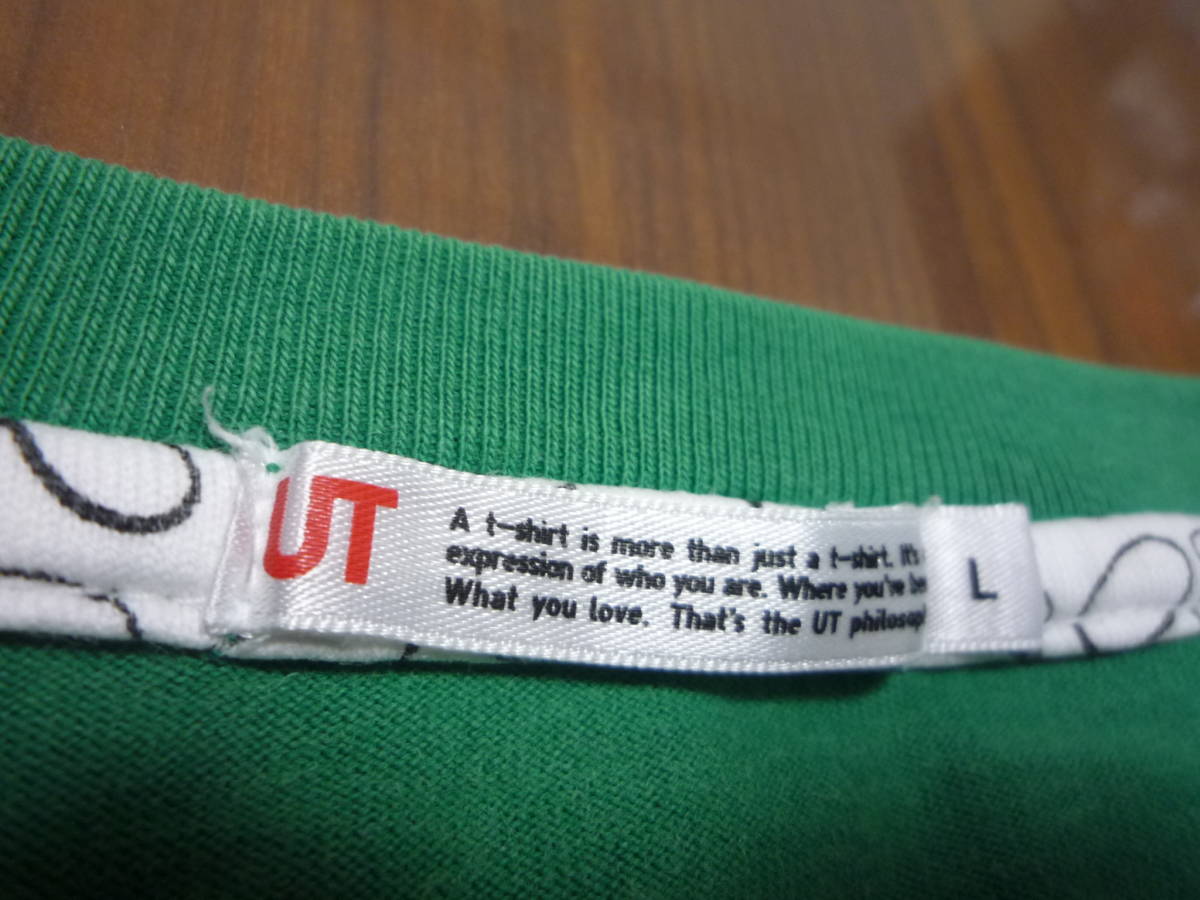 UT
A t-shirt is more than just a t-shirt. It's
expression of who you are. Where you've be
What you love. That's the UT philosop
L